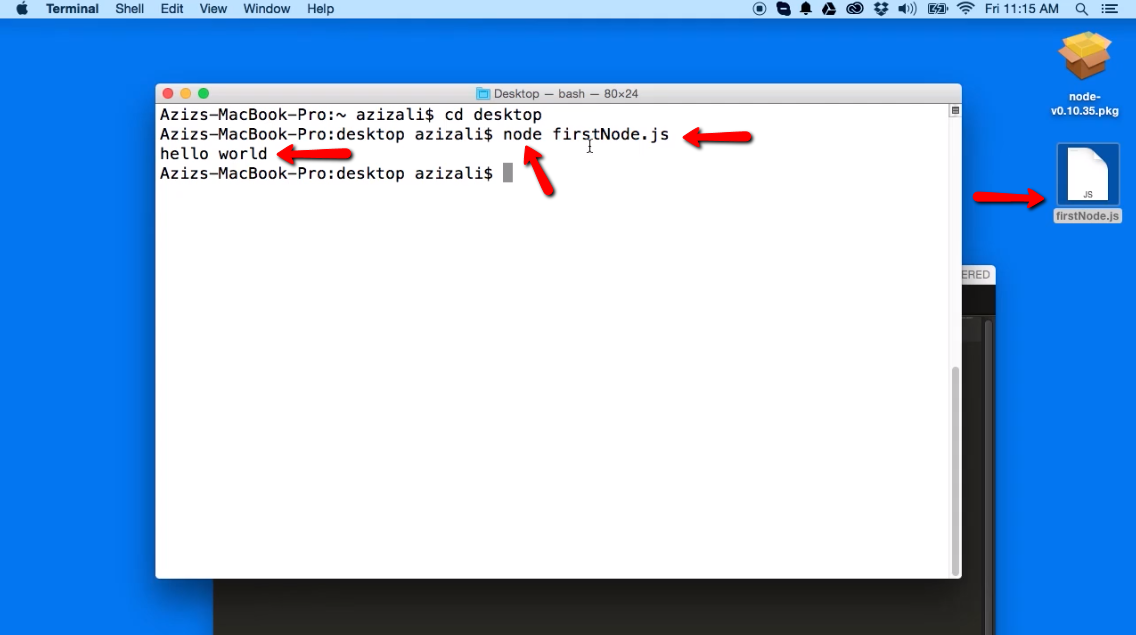 Terminal Shell Edit View Window Help Fri 11:15 AM
node-
v0.10.35.pkg
Desktop — bash — 80×24
Azizs-MacBook-Pro:~ azizali$ cd desktop
Azizs-MacBook-Pro:desktop azizali$ node firstNode.js
hello world
Azizs-MacBook-Pro:desktop azizali$
JS
firstNode.js
ERED